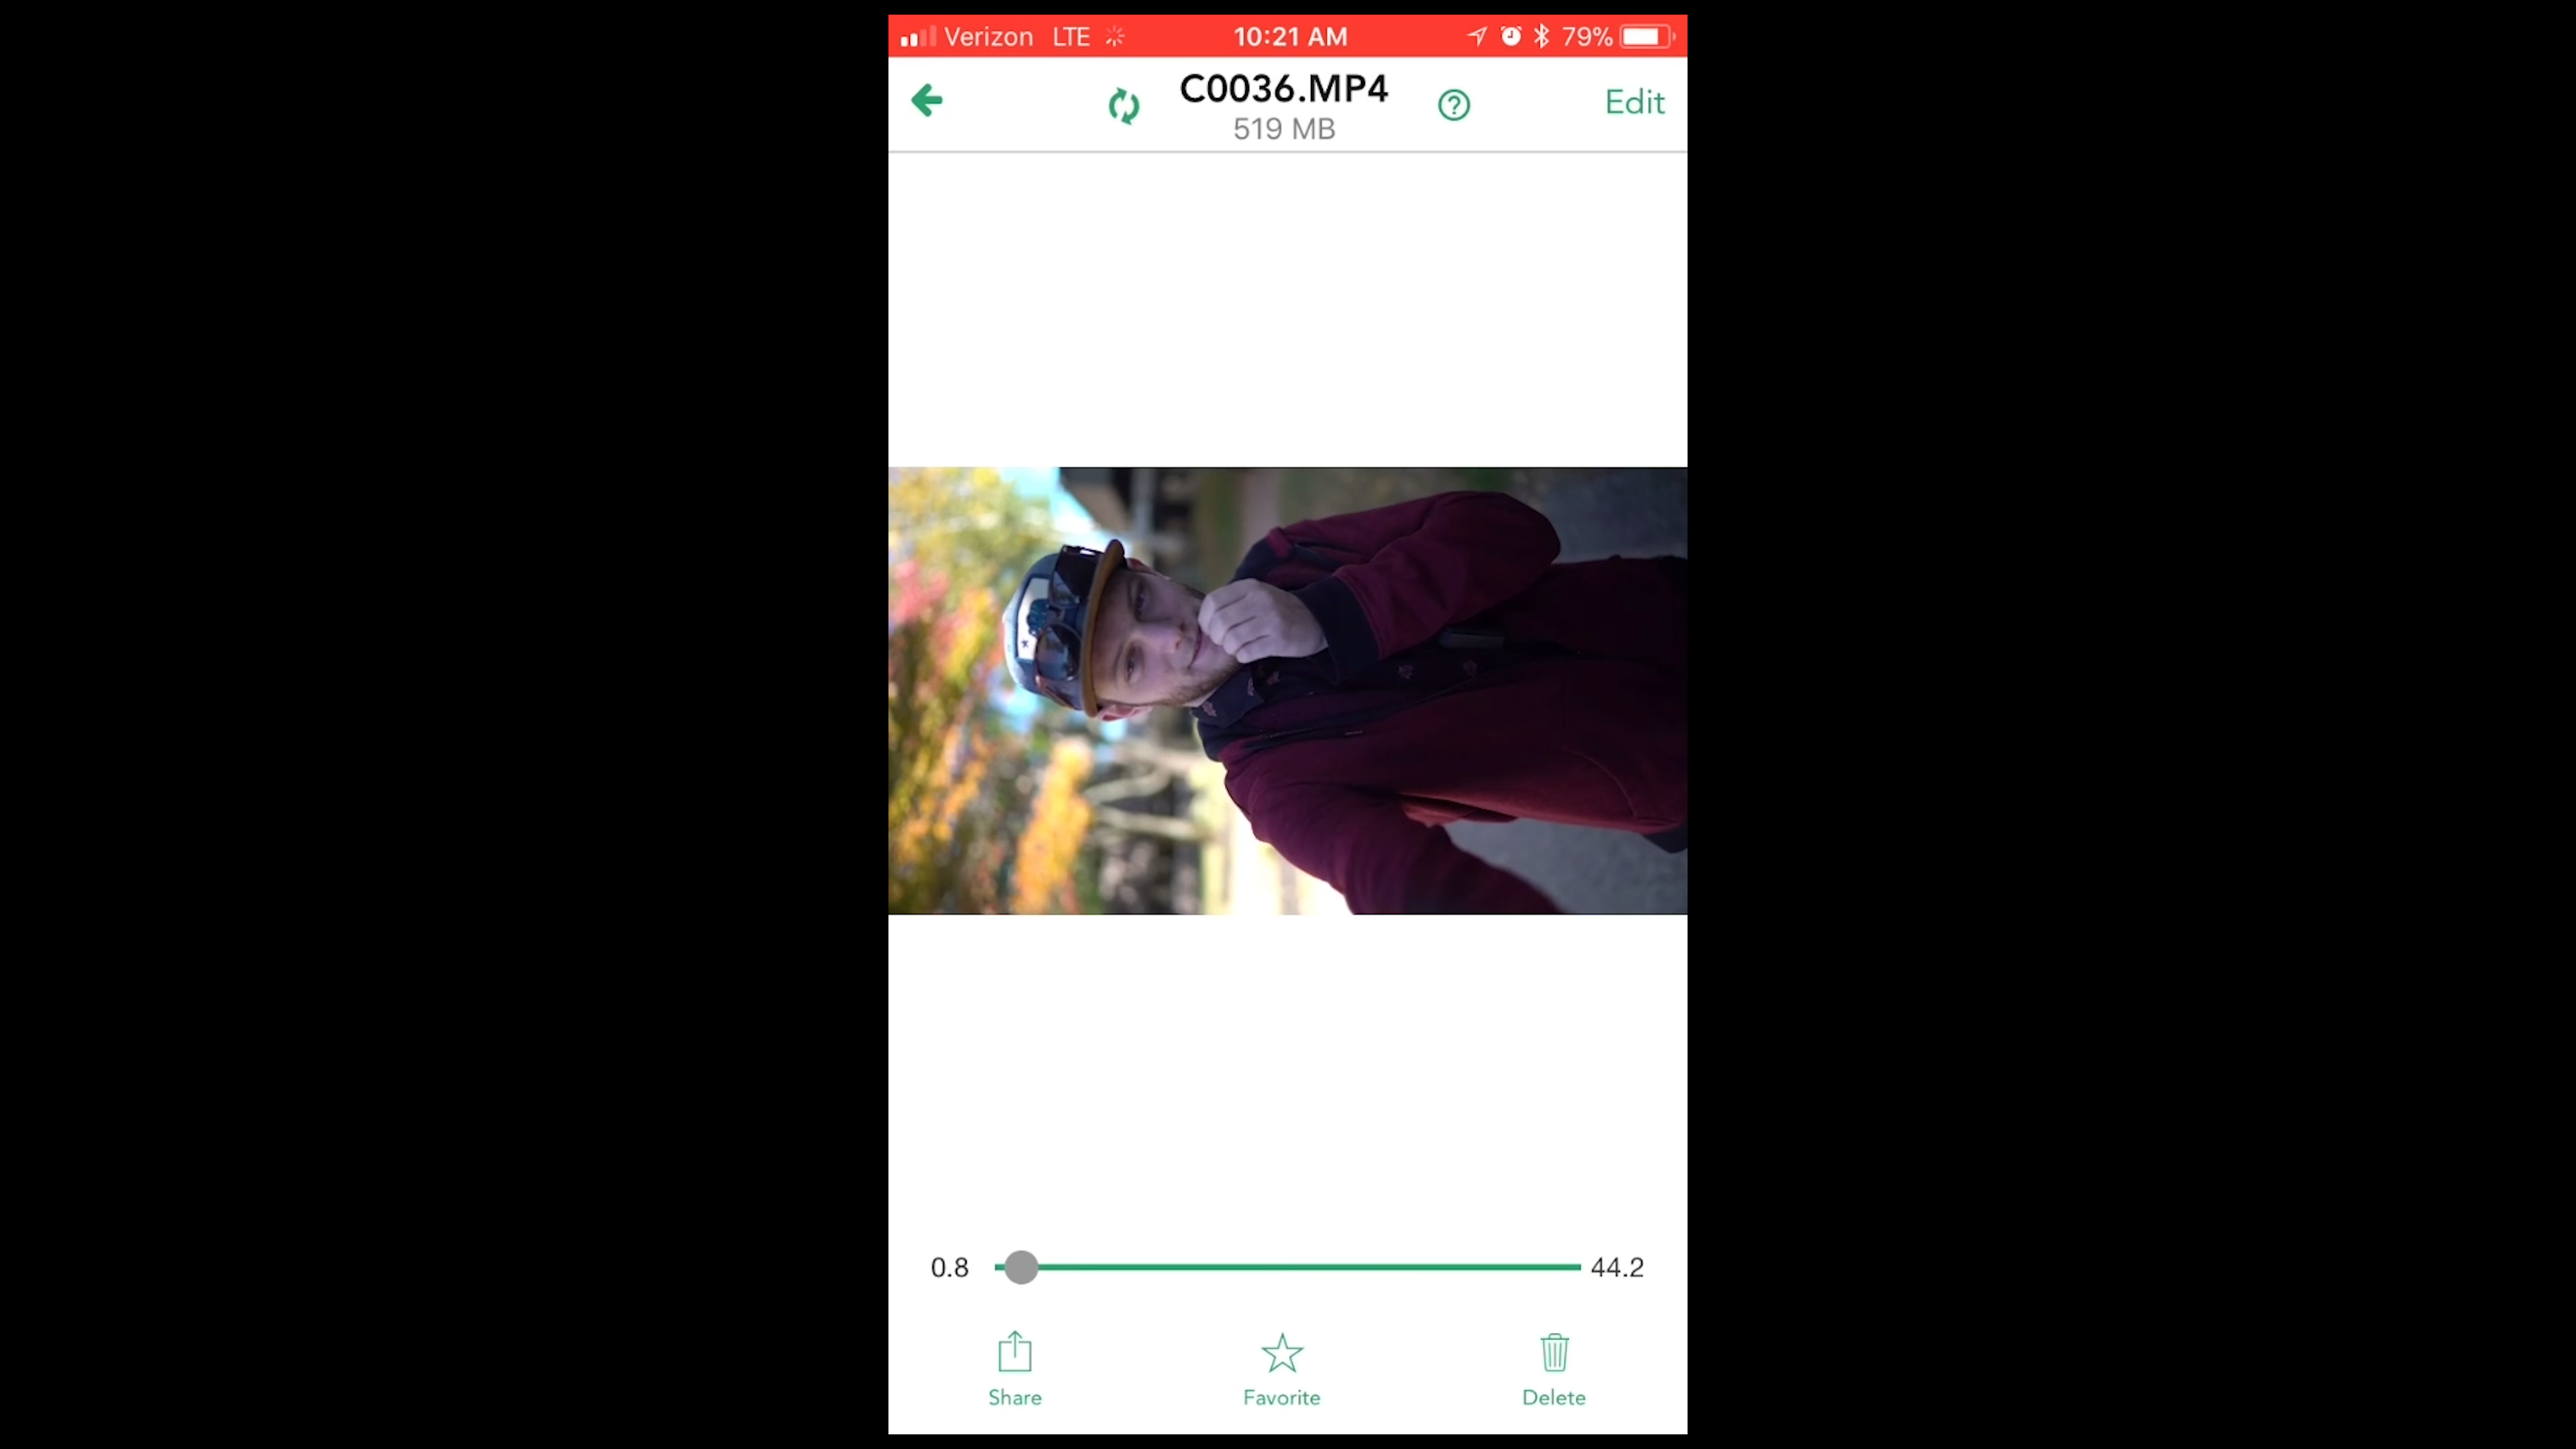 Verizon LTE 10:21 AM 79%
C0036.MP4
519 MB
Edit
0.8 44.2
Share Favorite Delete